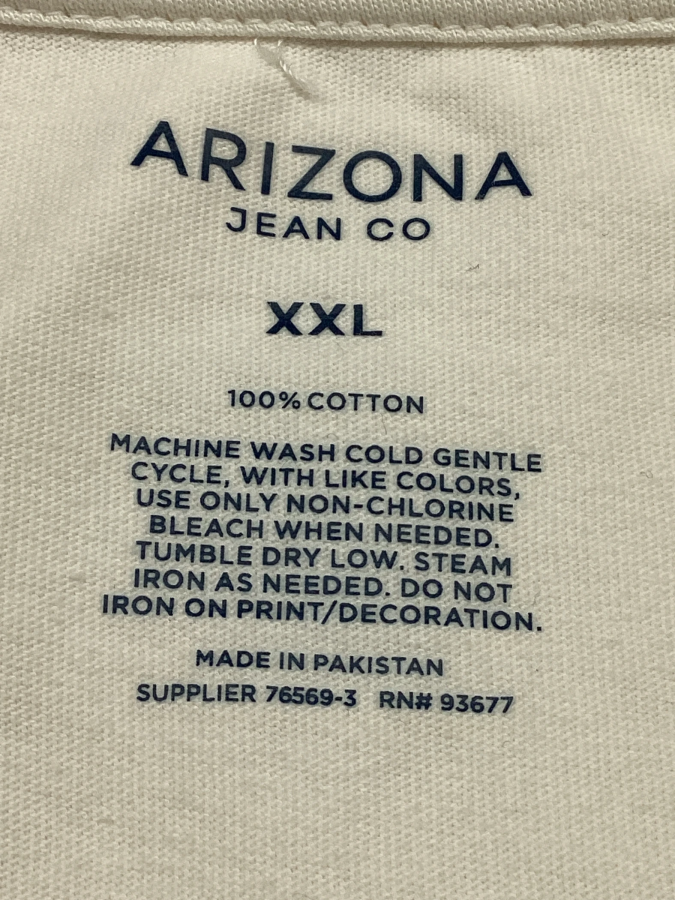 ARIZONA
JEAN CO
XXL
100% COTTON
MACHINE WASH COLD GENTLE
CYCLE, WITH LIKE COLORS,
USE ONLY NON-CHLORINE
BLEACH WHEN NEEDED.
TUMBLE DRY LOW. STEAM
IRON AS NEEDED. DO NOT
IRON ON PRINT/DECORATION.
MADE IN PAKISTAN
SUPPLIER 76569-3 RN# 93677